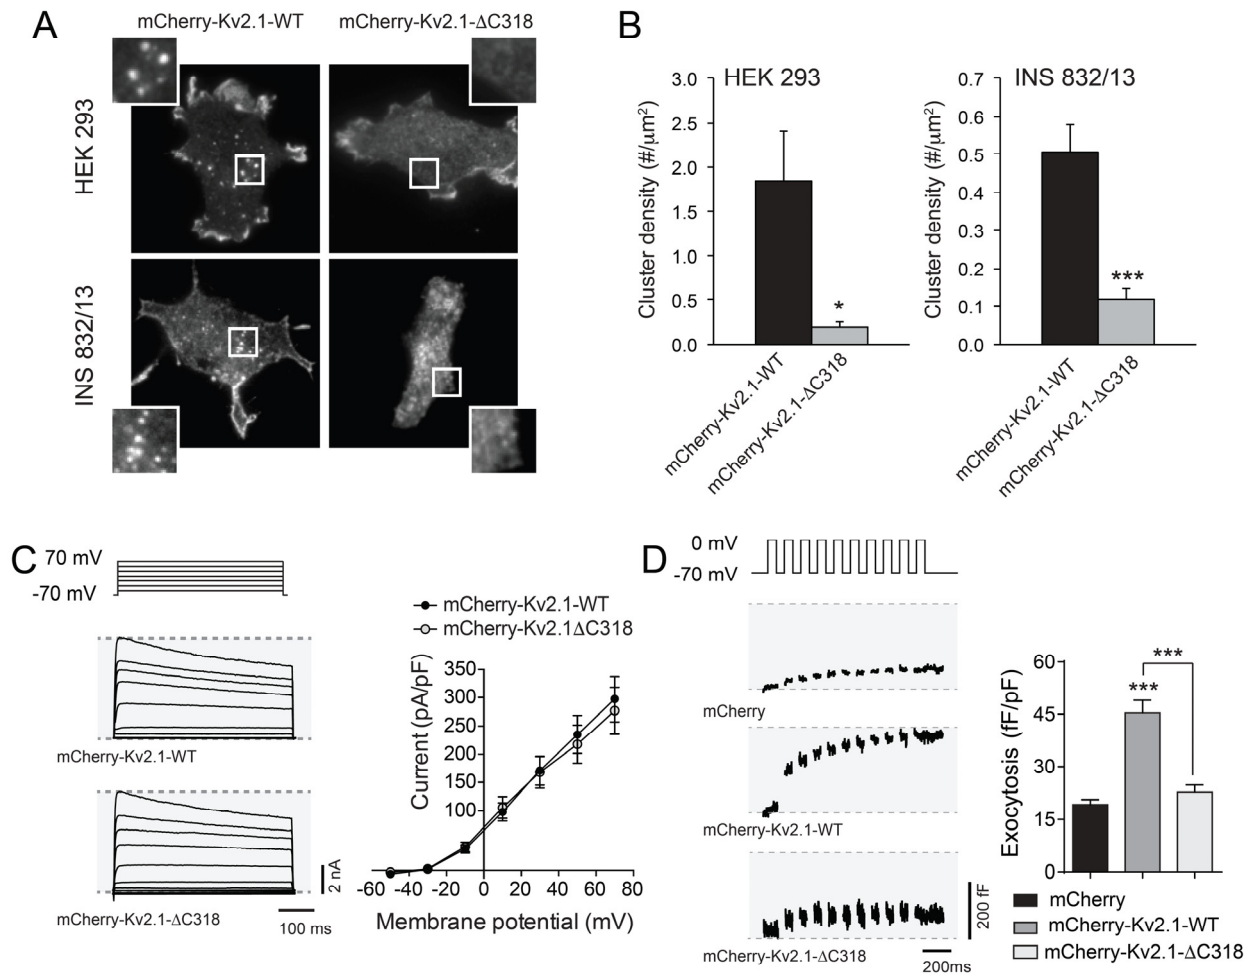 A
mCherry-Kv2.1-WT
mCherry-Kv2.1-ΔC318
HEK 293
INS 832/13
B
HEK 293
Cluster density (#/μm²)
3.0
2.5
2.0
1.5
1.0
0.5
0.0
*
mCherry-Kv2.1-WT
mCherry-Kv2.1-ΔC318
INS 832/13
Cluster density (#/μm²)
0.7
0.6
0.5
0.4
0.3
0.2
0.1
0.0
***
mCherry-Kv2.1-WT
mCherry-Kv2.1-ΔC318
C
70 mV
-70 mV
mCherry-Kv2.1-WT
mCherry-Kv2.1-ΔC318
2 nA
100 ms
mCherry-Kv2.1-WT
mCherry-Kv2.1ΔC318
Current (pA/pF)
350
300
250
200
150
100
-60 -40 -20 0 20 40 60 80
Membrane potential (mV)
D
0 mV
-70 mV
mCherry
mCherry-Kv2.1-WT
mCherry-Kv2.1-ΔC318
200 fF
200ms
Exocytosis (fF/pF)
60
45
30
15
0
***
***
mCherry
mCherry-Kv2.1-WT
mCherry-Kv2.1-ΔC318